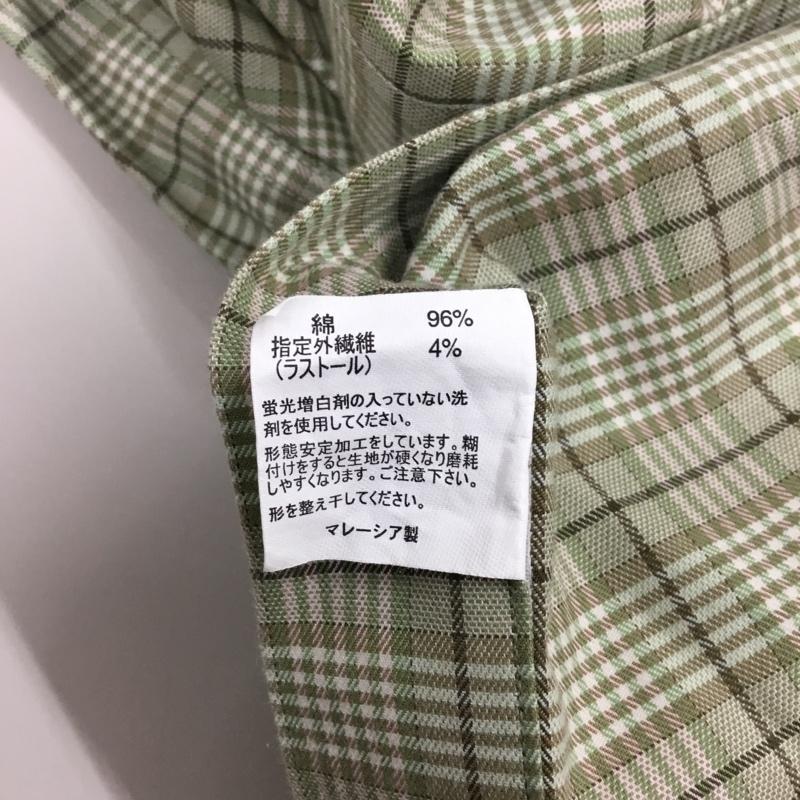 綿 96%
指定外繊維 4%
(ラストール)
蛍光増白剤の入っていない洗
剤を使用してください。
形態安定加工をしています。糊
付けをすると生地が硬くなり磨耗
しやすくなります。ご注意下さい。
形を整え干してください。
マレーシア製